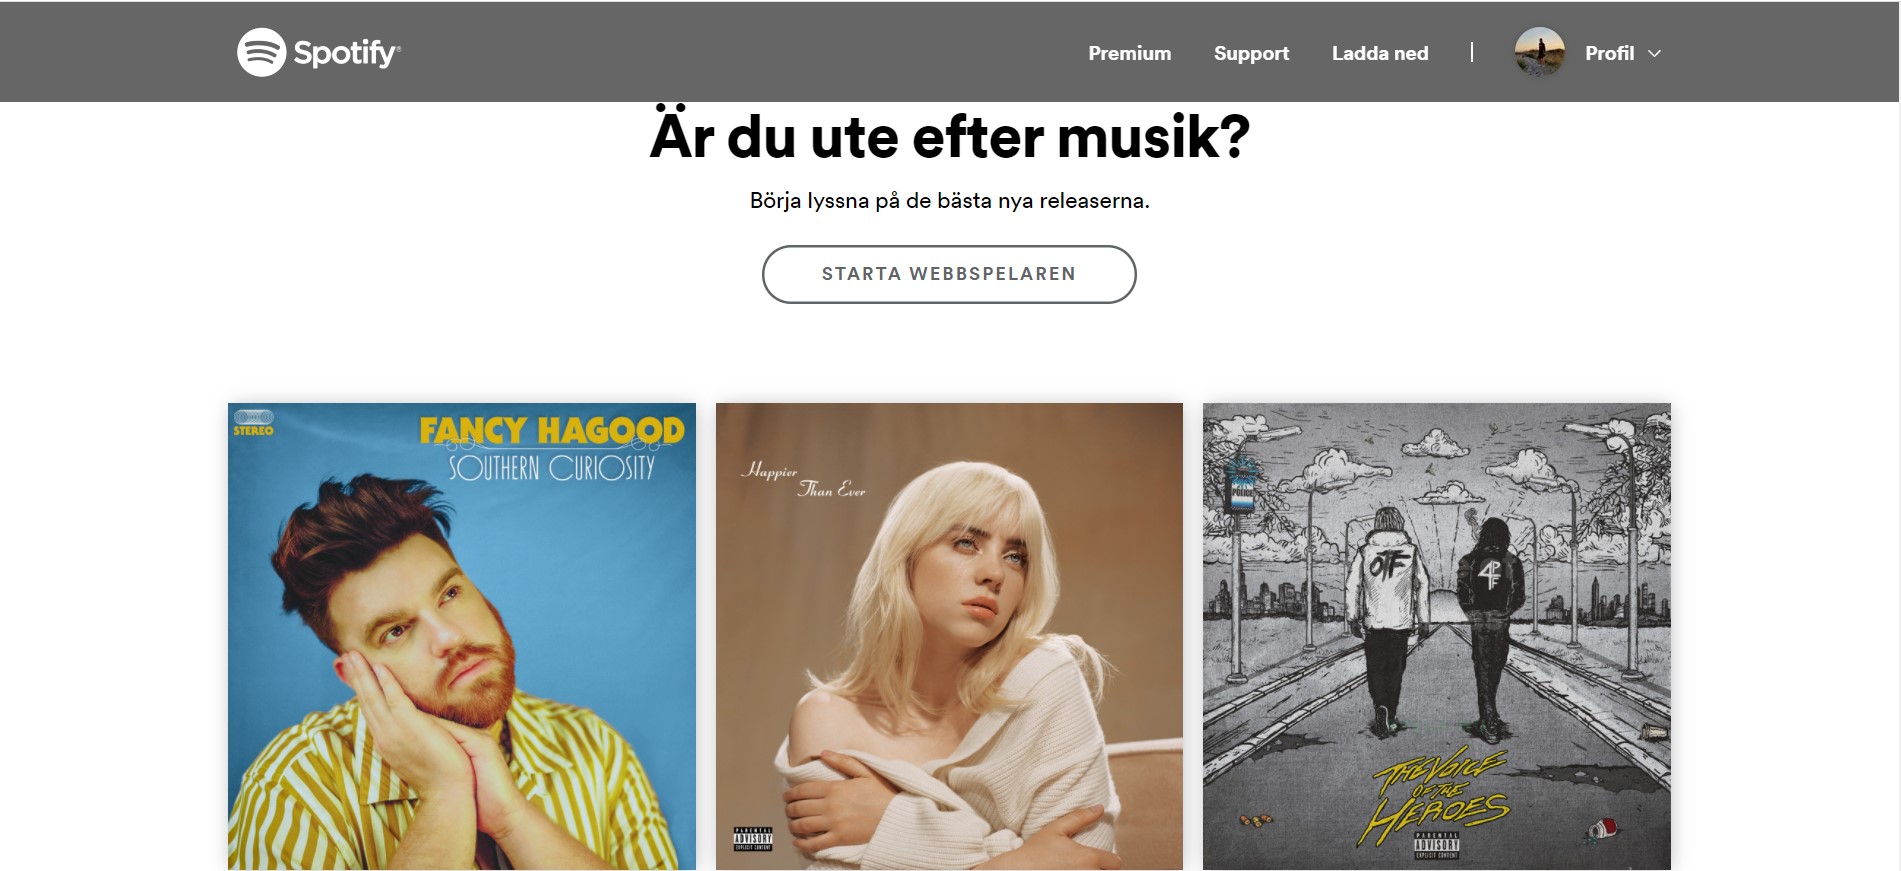 Spotify®
Premium
Support
Ladda ned
Profil
Är du ute efter musik?
Börja lyssna på de bästa nya releaserna.
STARTA WEBBSPELAREN
STEREO
FANCY HAGOOD
SOUTHERN CURIOSITY
Happier
Than Ever
PARENTAL
ADVISORY
EXPLICIT CONTENT
POLICE
OTF
4PF
THE VOICE
OF THE
HEROES
PARENTAL
ADVISORY
EXPLICIT CONTENT